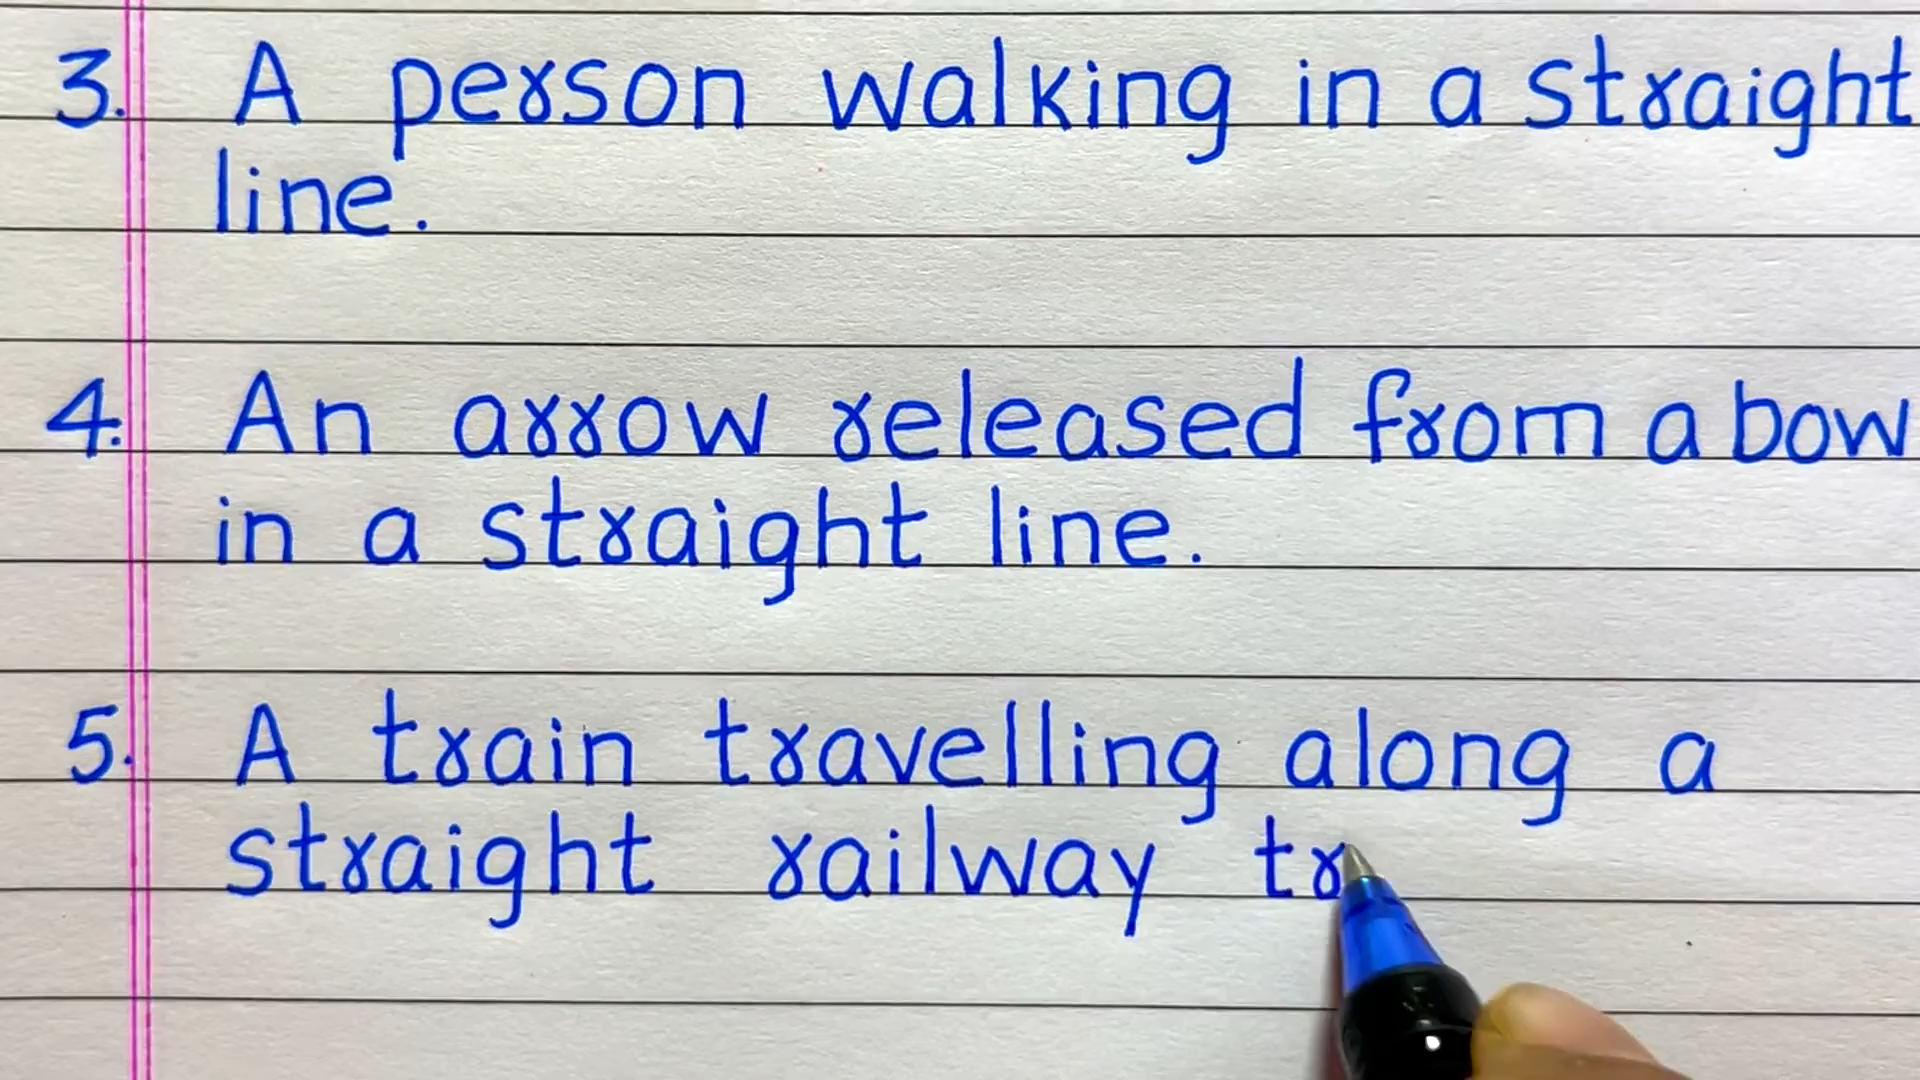 3. A person walking in a straight
line.
4. An arrow released from a bow
in a straight line.
5. A train travelling along a
straight railway tr